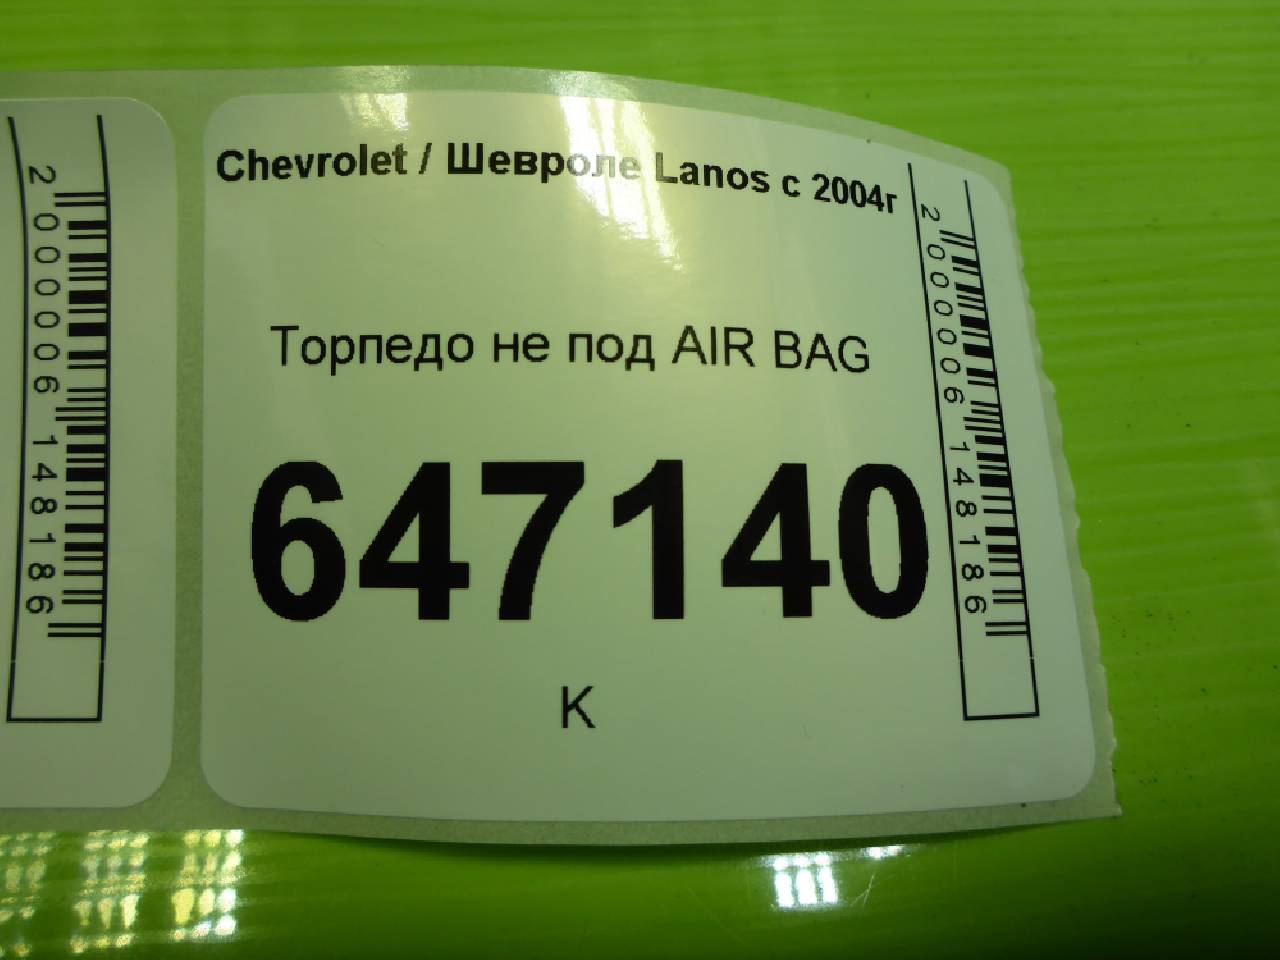 2000006148186
Chevrolet / Шевроле Lanos с 2004г
Торпедо не под AIR BAG
647140
К
2000006148186